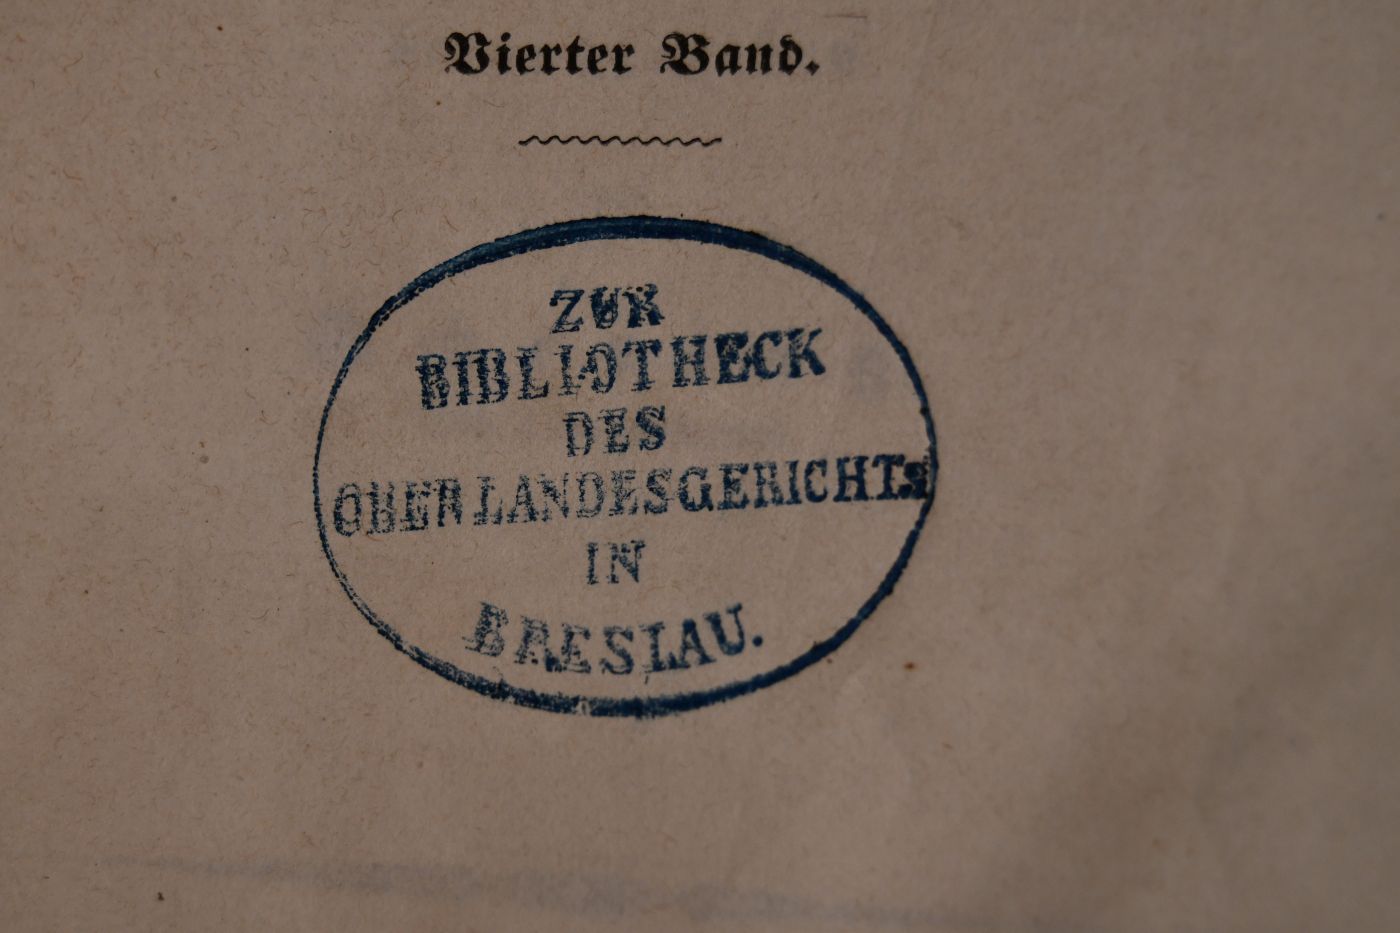 Vierter Band.
ZUR
BIBLIOTHECK
DES
OBERLANDESGERICHTS
IN
BRESLAU.